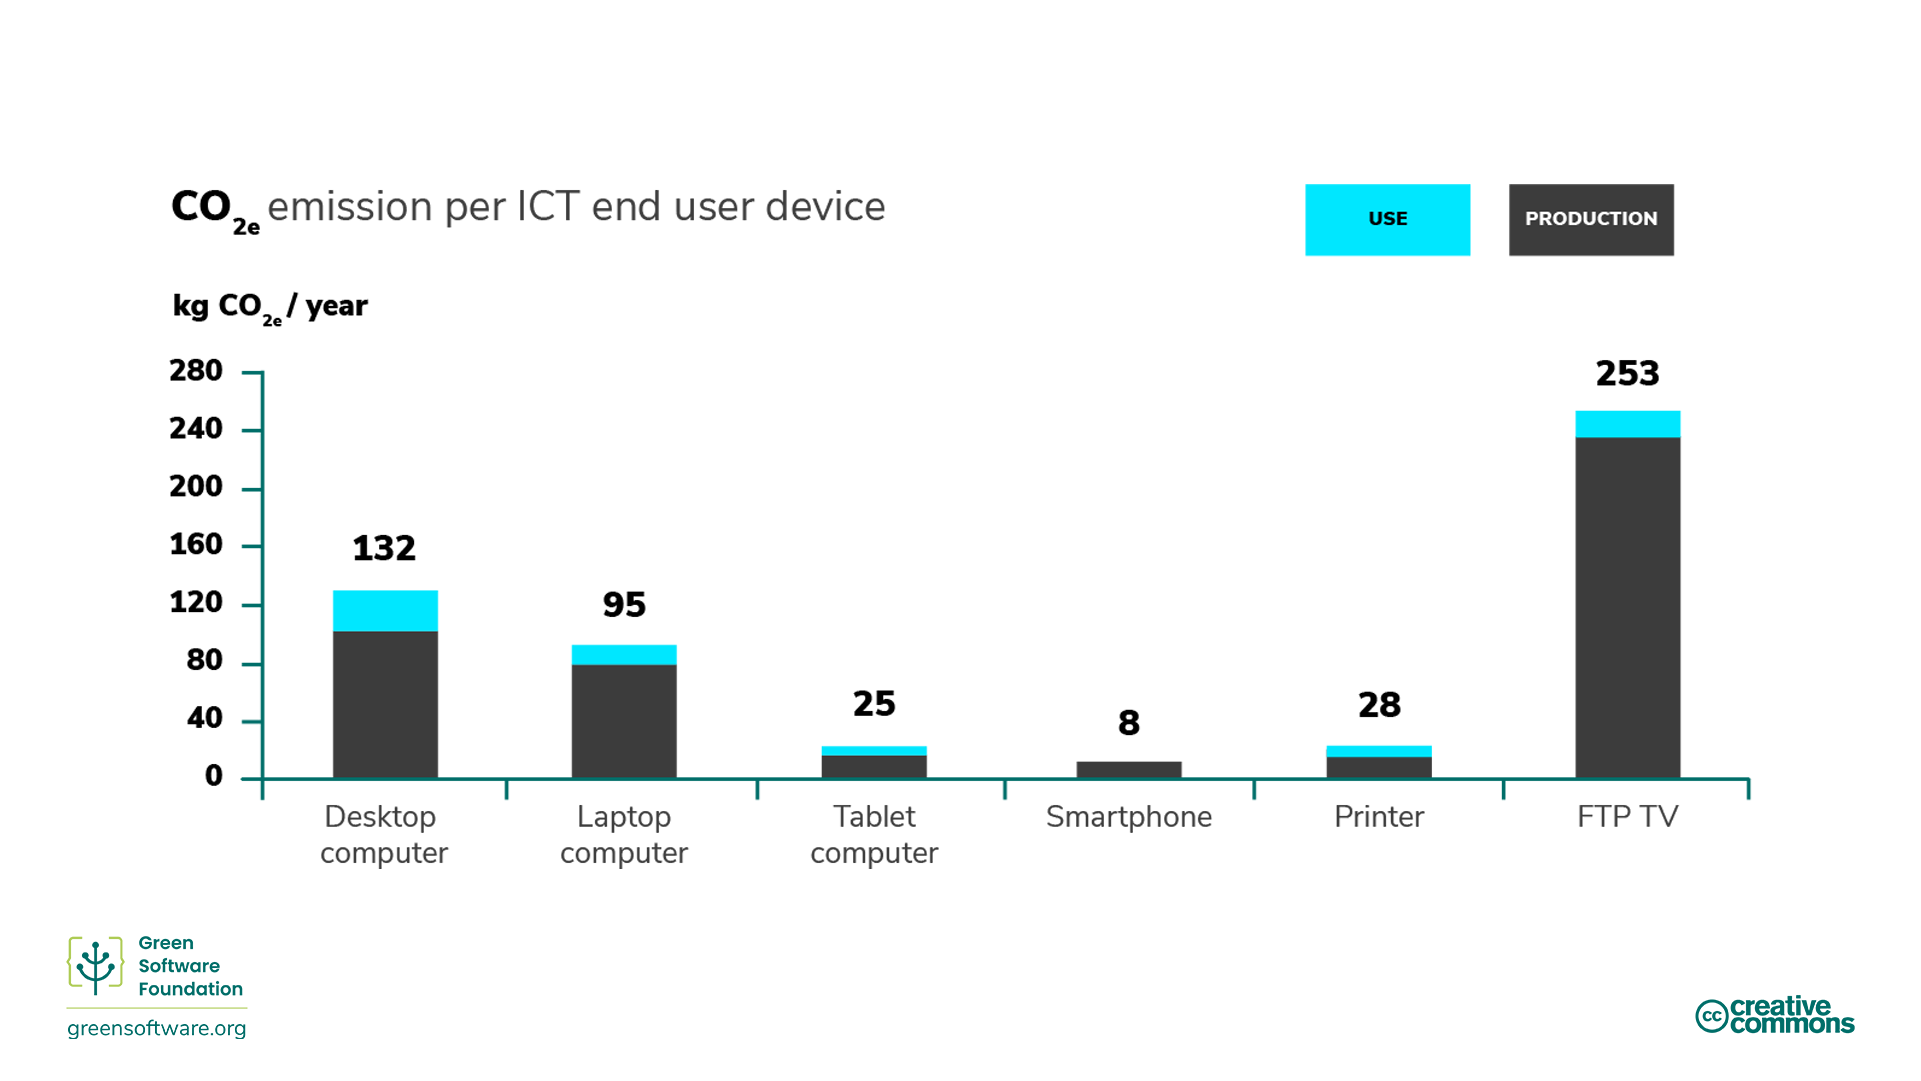 CO2e emission per ICT end user device
USE
PRODUCTION
kg CO2e / year
280
240
200
160
120
80
40
0
132
95
25
8
28
253
Desktop
computer
Laptop
computer
Tablet
computer
Smartphone
Printer
FTP TV
Green
Software
Foundation
greensoftware.org
cc creative
commons